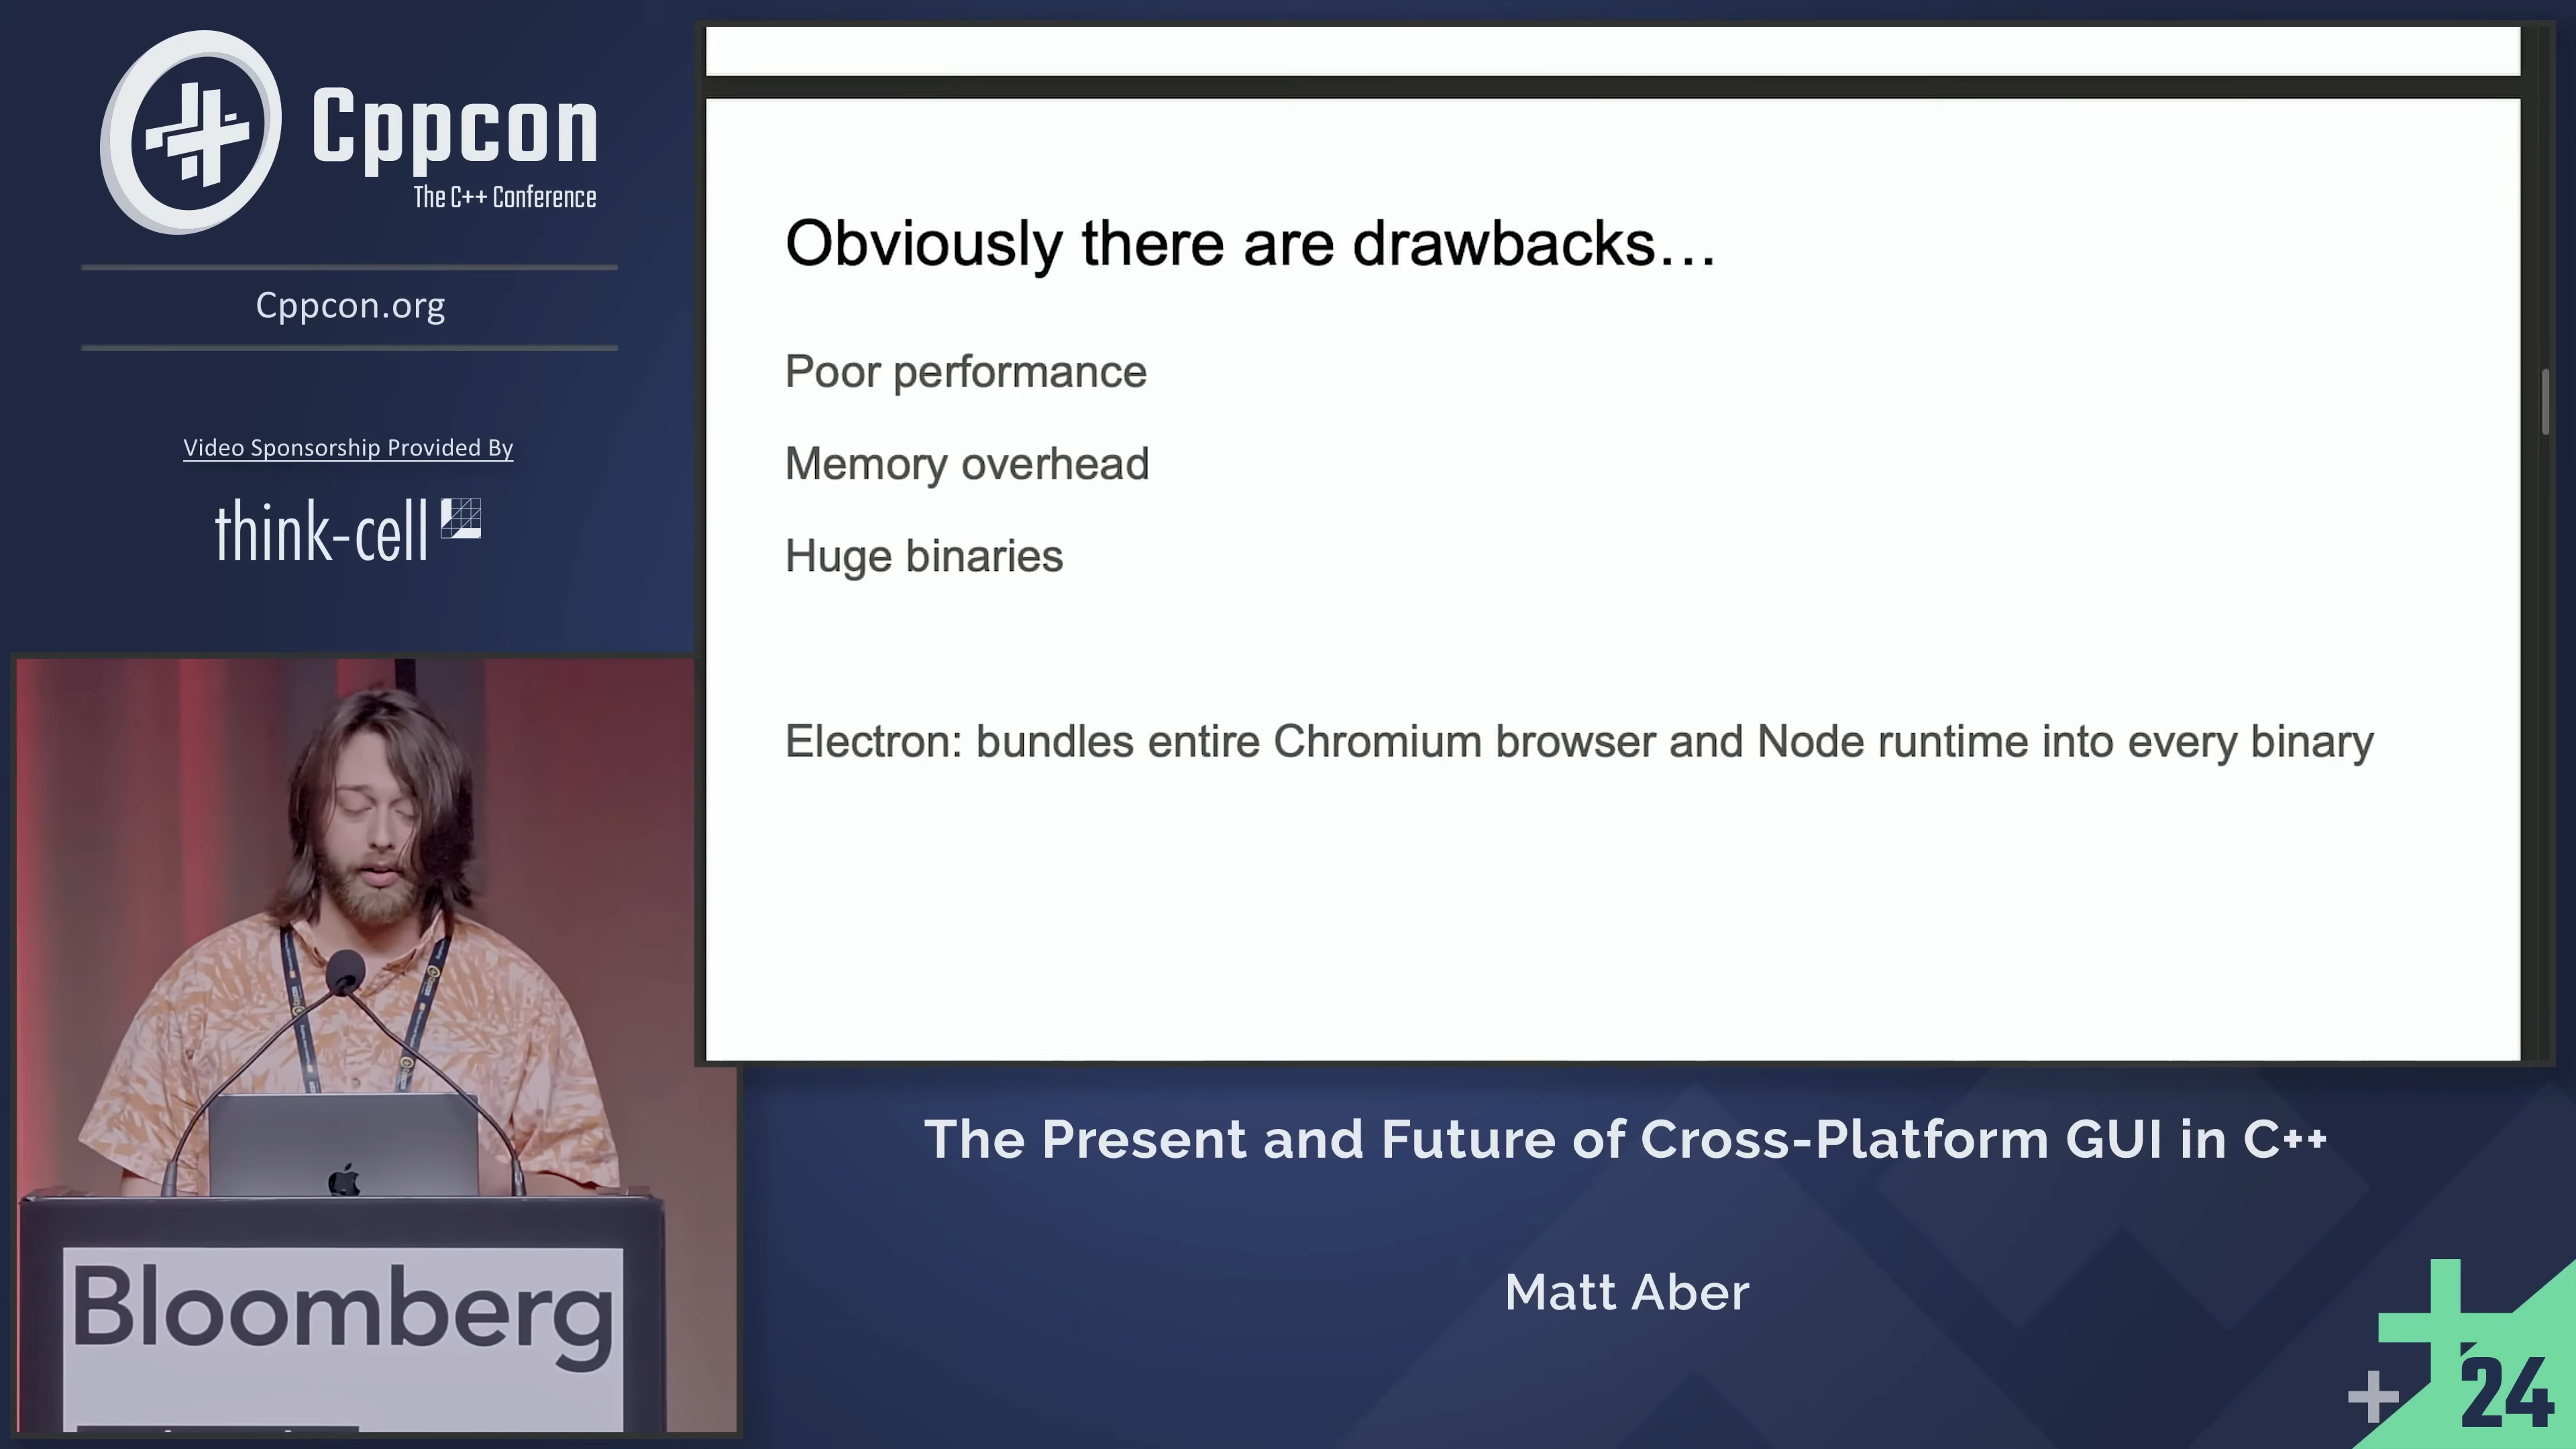 Cppcon
The C++ Conference
Cppcon.org
Video Sponsorship Provided By
think-cell
Obviously there are drawbacks…
Poor performance
Memory overhead
Huge binaries
Electron: bundles entire Chromium browser and Node runtime into every binary
Bloomberg
The Present and Future of Cross-Platform GUI in C++
Matt Aber
24